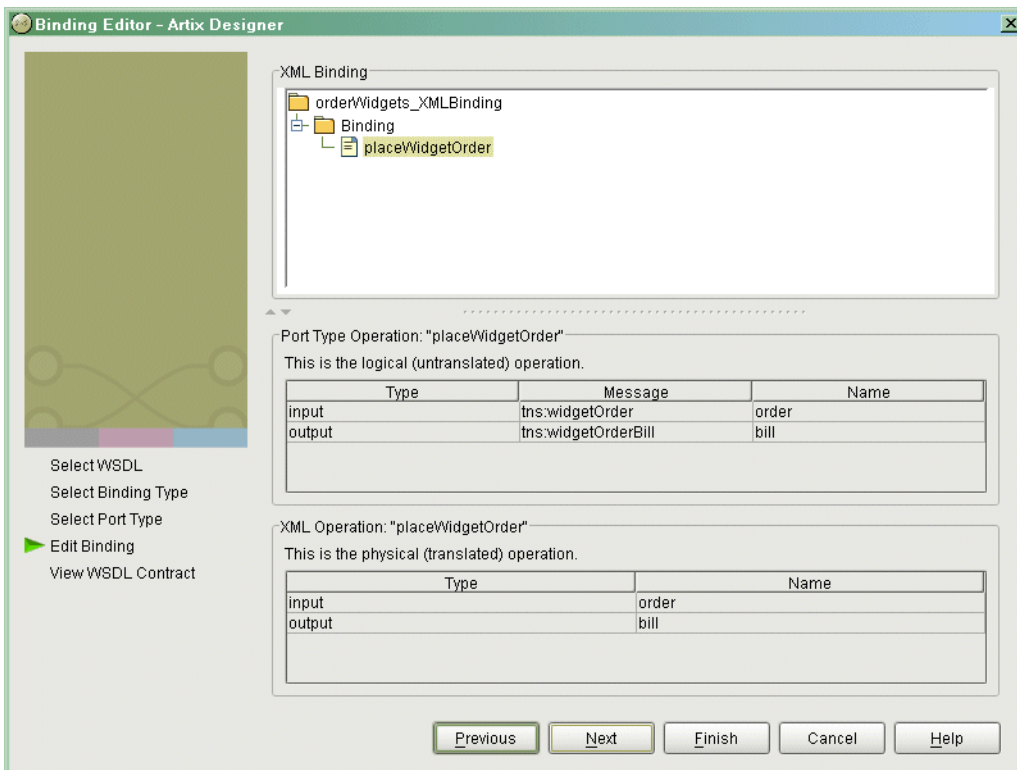 Binding Editor - Artix Designer
XML Binding
orderWidgets_XMLBinding
Binding
placeWidgetOrder
Port Type Operation: "placeWidgetOrder"
This is the logical (untranslated) operation.
Type Message Name
input tns:widgetOrder order
output tns:widgetOrderBill bill
Select WSDL
Select Binding Type
Select Port Type
Edit Binding
View WSDL Contract
XML Operation: "placeWidgetOrder"
This is the physical (translated) operation.
Type Name
input order
output bill
Previous Next Finish Cancel Help